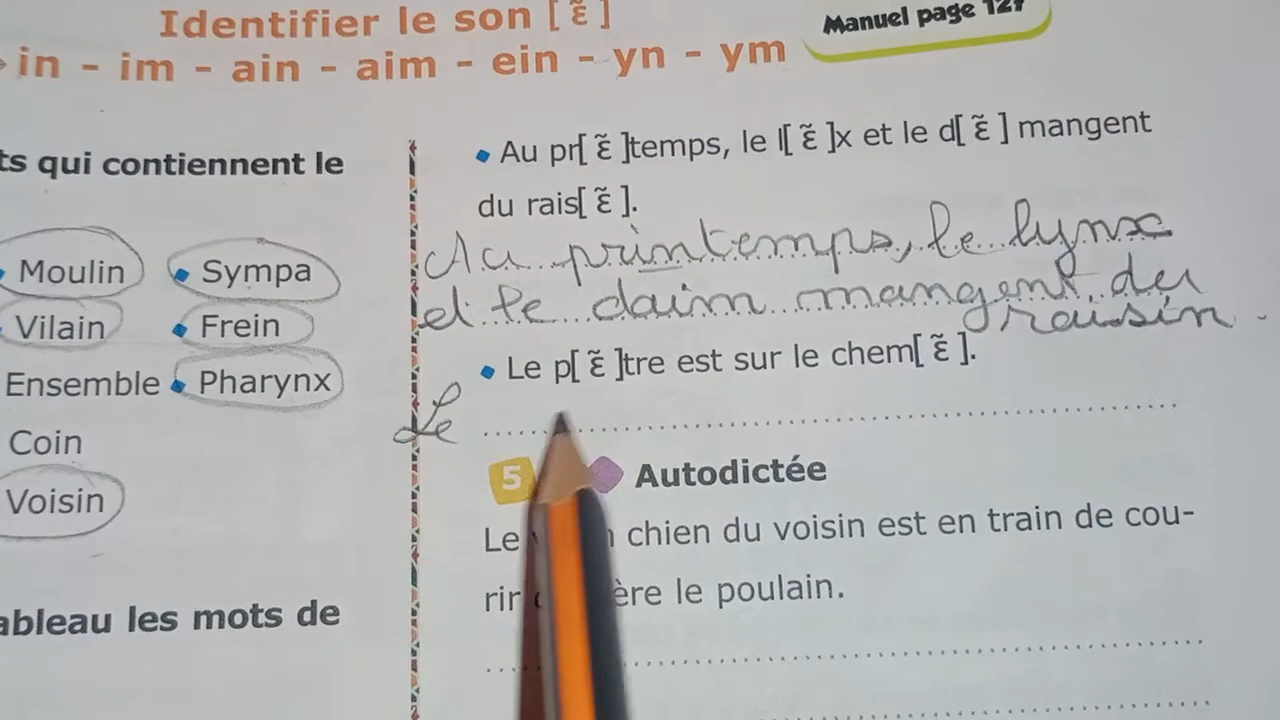 Identifier le son [ ɛ̃ ]
in - im - ain - aim - ein - yn - ym
Manuel page 127
ts qui contiennent le
Moulin
Sympa
Vilain
Frein
Ensemble
Pharynx
Coin
Voisin
ableau les mots de
Au pr[ ɛ̃ ]temps, le l[ ɛ̃ ]x et le d[ ɛ̃ ] mangent
du rais[ ɛ̃ ].
Au printemps, le lynx
et le daim mangent du
raisin.
Le p[ ɛ̃ ]tre est sur le chem[ ɛ̃ ].
Le
5 Autodictée
Le chien du voisin est en train de cou-
rir ère le poulain.